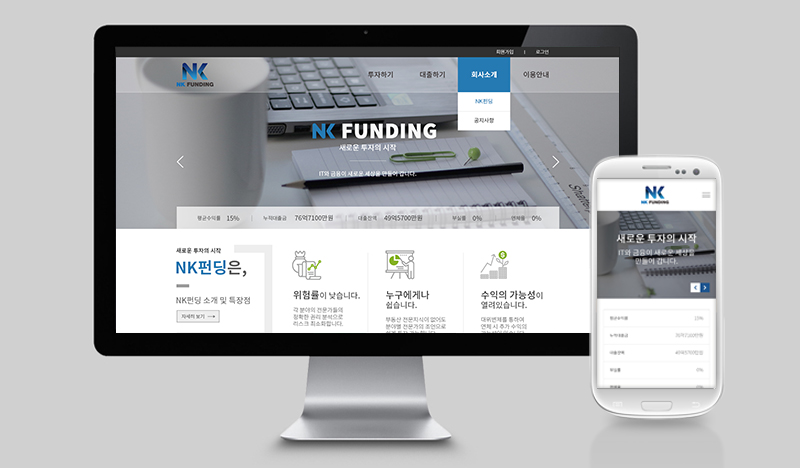 회원가입 | 로그인
NK
NK FUNDING
투자하기 대출하기 회사소개 이용안내
NK펀딩
공지사항
NK FUNDING
새로운 투자의 시작
IT와 금융이 새로운 세상을 만들어 갑니다.
평균수익률 15% 누적대출금 76억7100만원 대출잔액 49억5700만원 부실률 0% 연체율 0%
새로운 투자의 시작
NK펀딩은,
NK펀딩 소개 및 특장점
자세히 보기
위험률이 낮습니다.
각 분야의 전문가들의
정확한 권리 분석으로
리스크 최소화합니다.
누구에게나
쉽습니다.
부동산 전문지식이 없어도
분야별 전문가의 조언으로
수익의 가능성이
열려있습니다.
대위변제를 통하여
연체 시 추가 수익의
NK
NK FUNDING
새로운 투자의 시작
IT와 금융이 새로운 세상을
만들어 갑니다.
평균수익률 15%
누적대출금 76억7100만원
대출잔액 49억5700만원
부실률 0%
연체율 0%